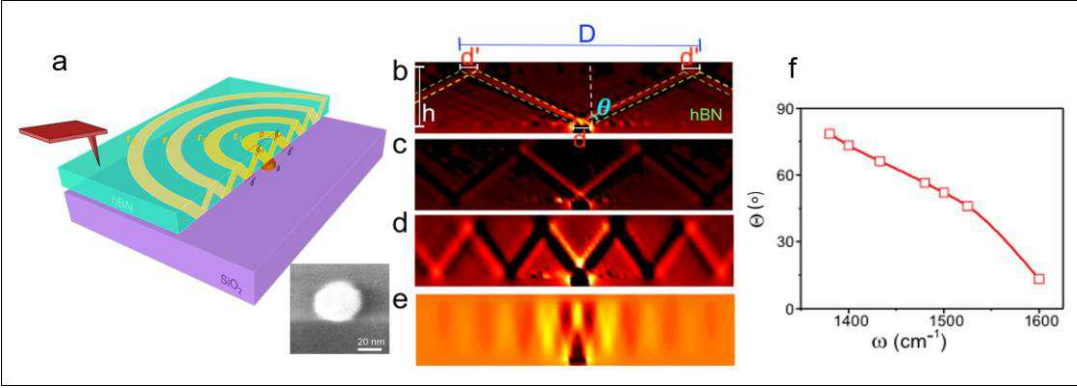 a
hBN
SiO₂
20 nm
D
b
d'
d'
h
θ
hBN
d
c
d
e
f
90
60
30
0
Θ (°)
1400
1500
1600
ω (cm⁻¹)